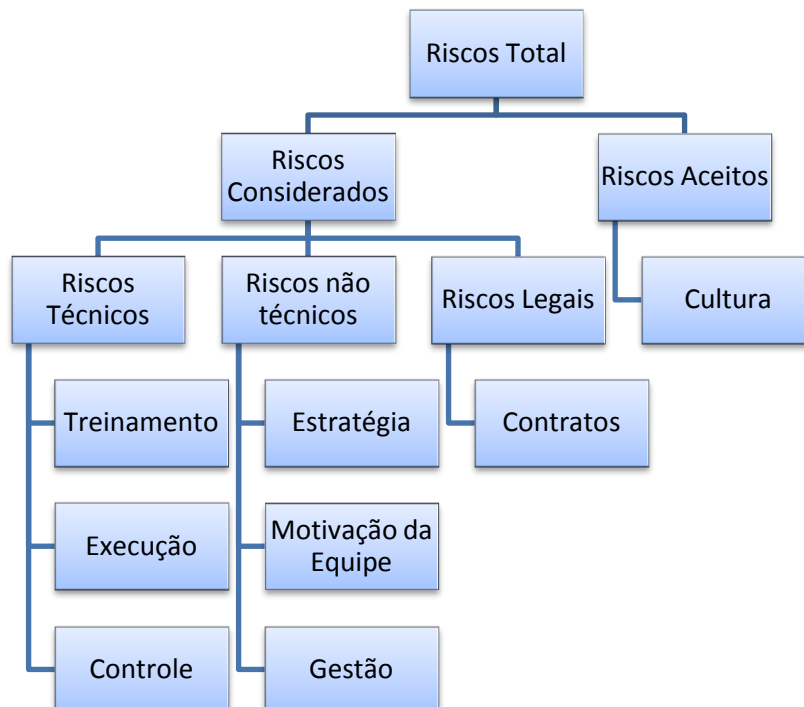 Riscos Total
Riscos
Considerados
Riscos Aceitos
Riscos
Técnicos
Riscos não
técnicos
Riscos Legais
Cultura
Treinamento
Estratégia
Contratos
Execução
Motivação da
Equipe
Controle
Gestão